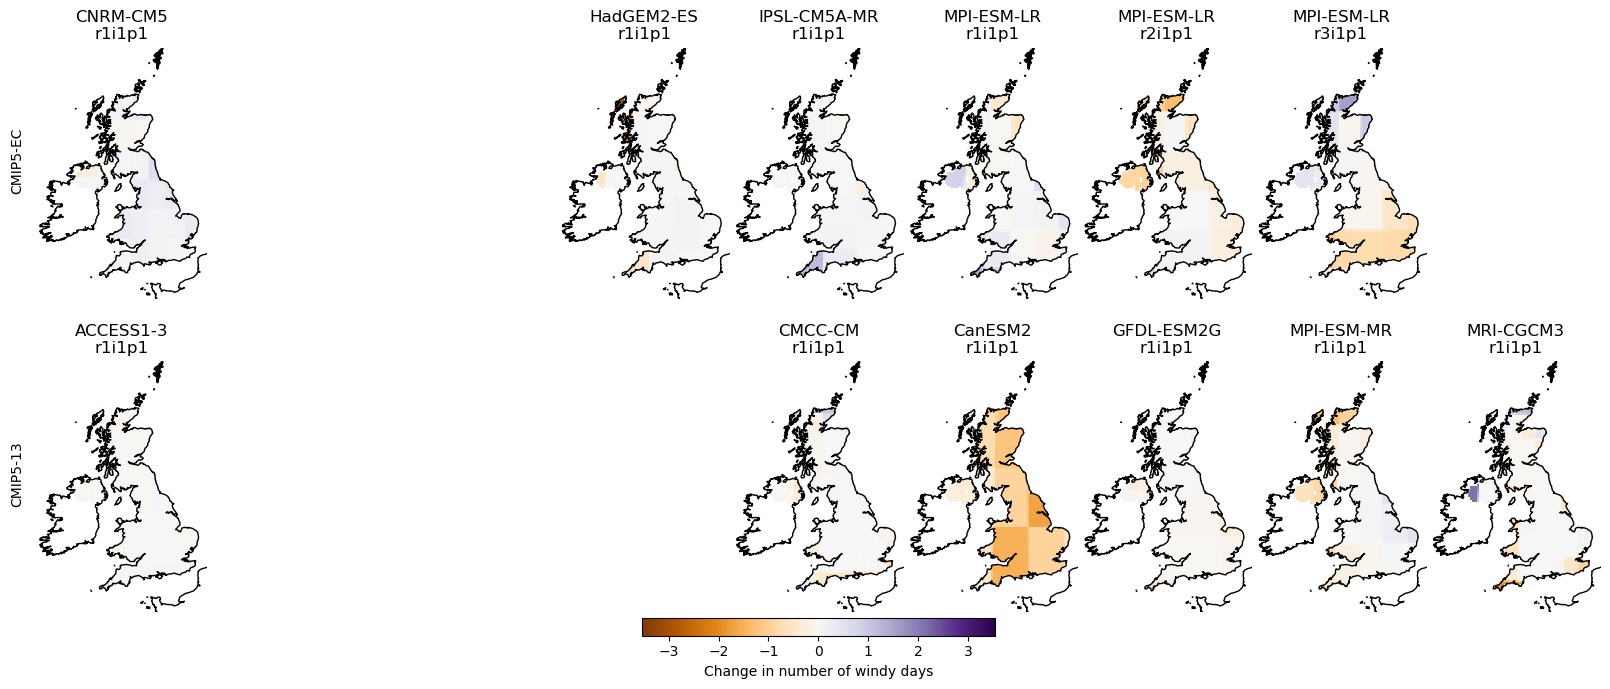 CNRM-CM5
r1i1p1
HadGEM2-ES
r1i1p1
IPSL-CM5A-MR
r1i1p1
MPI-ESM-LR
r1i1p1
MPI-ESM-LR
r2i1p1
MPI-ESM-LR
r3i1p1
CMIP5-EC
ACCESS1-3
r1i1p1
CMCC-CM
r1i1p1
CanESM2
r1i1p1
GFDL-ESM2G
r1i1p1
MPI-ESM-MR
r1i1p1
MRI-CGCM3
r1i1p1
CMIP5-13
−3 −2 −1 0 1 2 3
Change in number of windy days